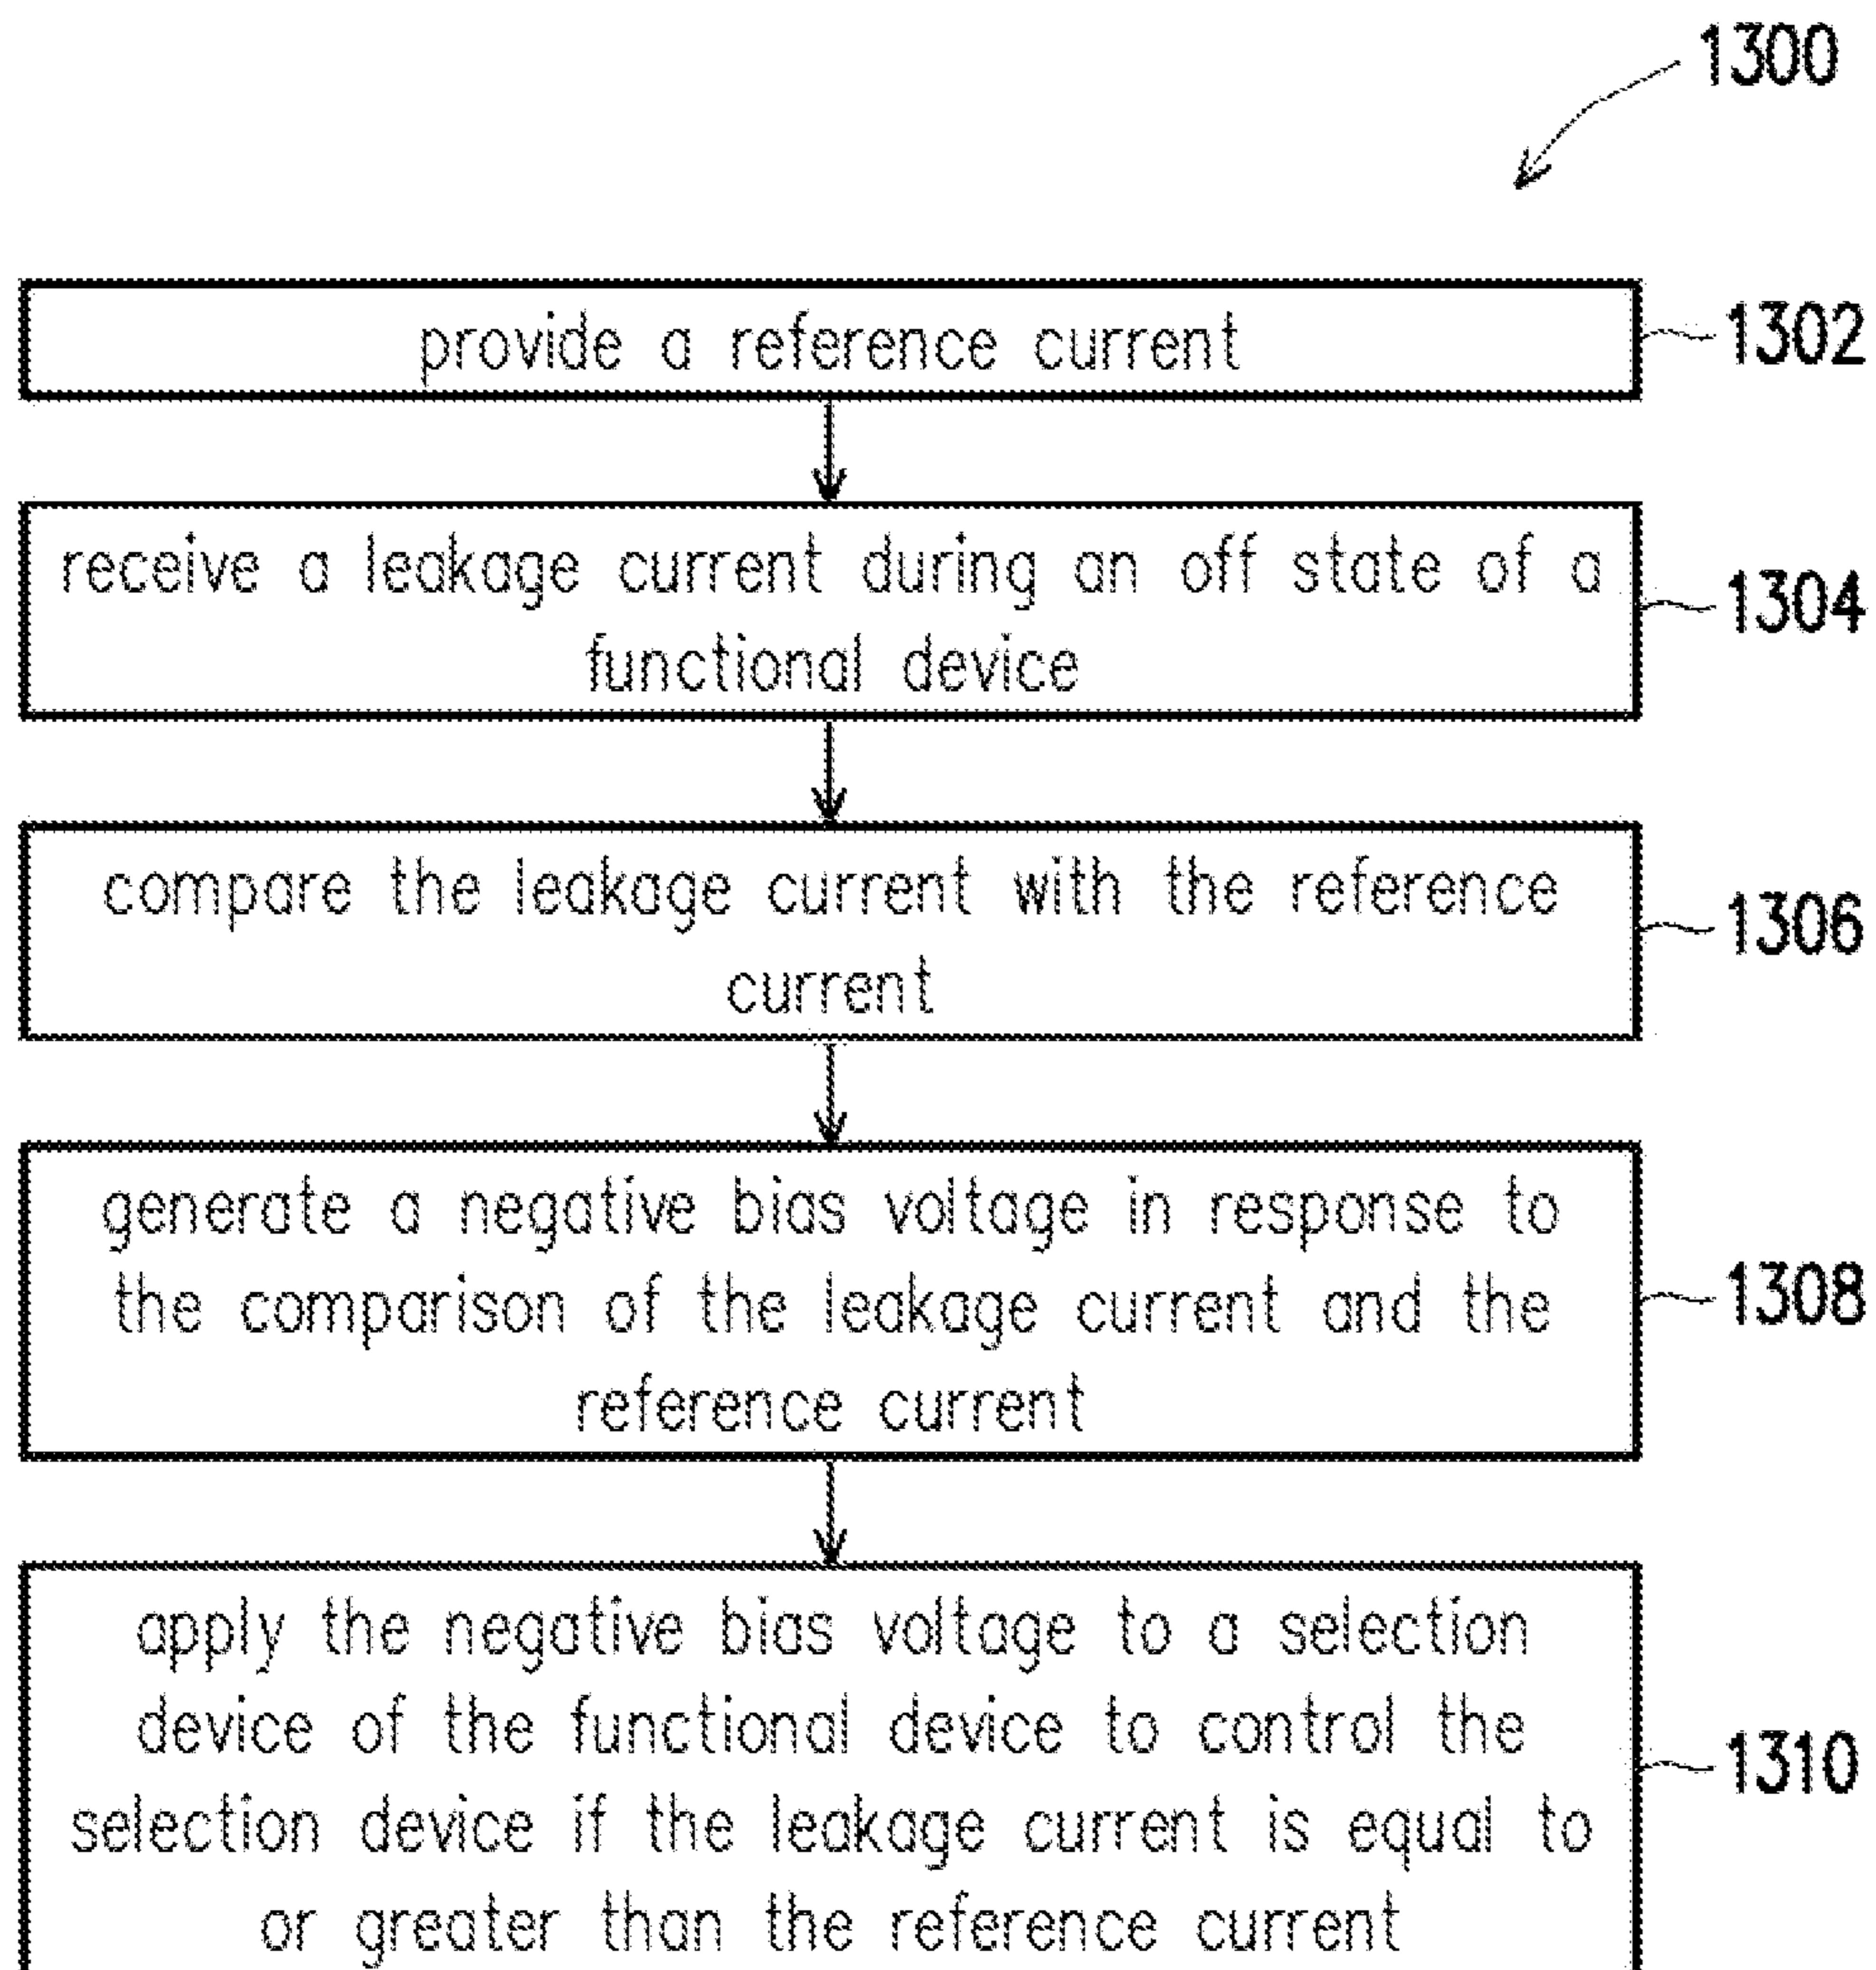 1300
provide a reference current
1302
receive a leakage current during an off state of a
functional device
1304
compare the leakage current with the reference
current
1306
generate a negative bias voltage in response to
the comparison of the leakage current and the
reference current
1308
apply the negative bias voltage to a selection
device of the functional device to control the
selection device if the leakage current is equal to
or greater than the reference current
1310